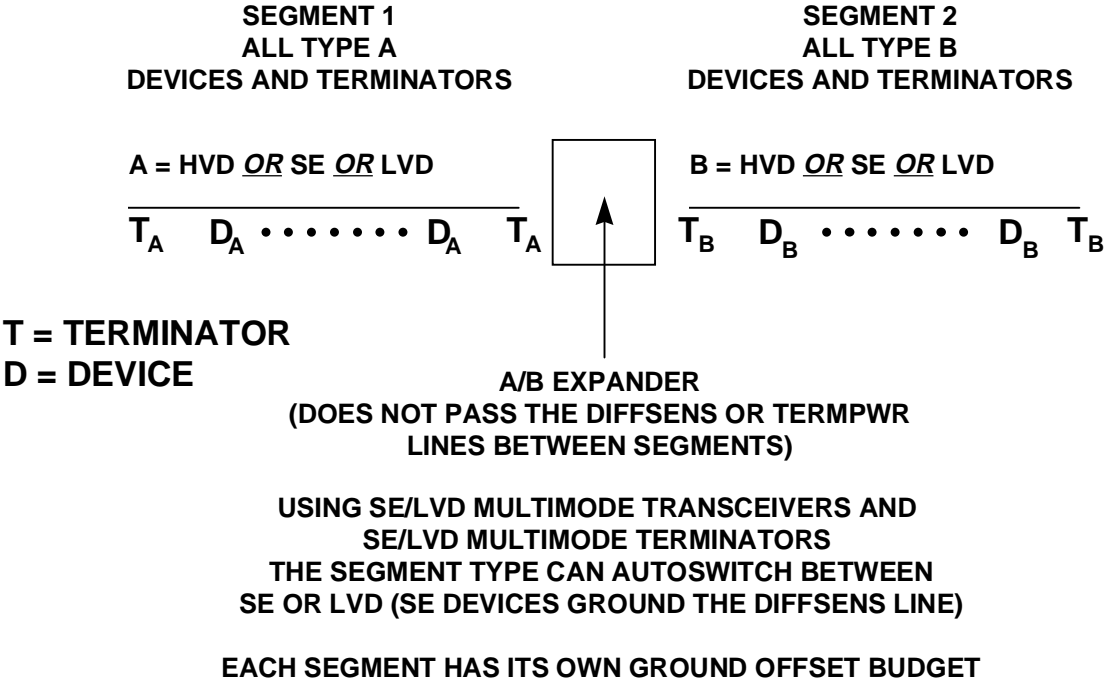 SEGMENT 1
ALL TYPE A
DEVICES AND TERMINATORS
SEGMENT 2
ALL TYPE B
DEVICES AND TERMINATORS
A = HVD OR SE OR LVD
B = HVD OR SE OR LVD
TA DA • • • • • • • DA TA
TB DB • • • • • • • DB TB
T = TERMINATOR
D = DEVICE
A/B EXPANDER
(DOES NOT PASS THE DIFFSENS OR TERMPWR
LINES BETWEEN SEGMENTS)
USING SE/LVD MULTIMODE TRANSCEIVERS AND
SE/LVD MULTIMODE TERMINATORS
THE SEGMENT TYPE CAN AUTOSWITCH BETWEEN
SE OR LVD (SE DEVICES GROUND THE DIFFSENS LINE)
EACH SEGMENT HAS ITS OWN GROUND OFFSET BUDGET